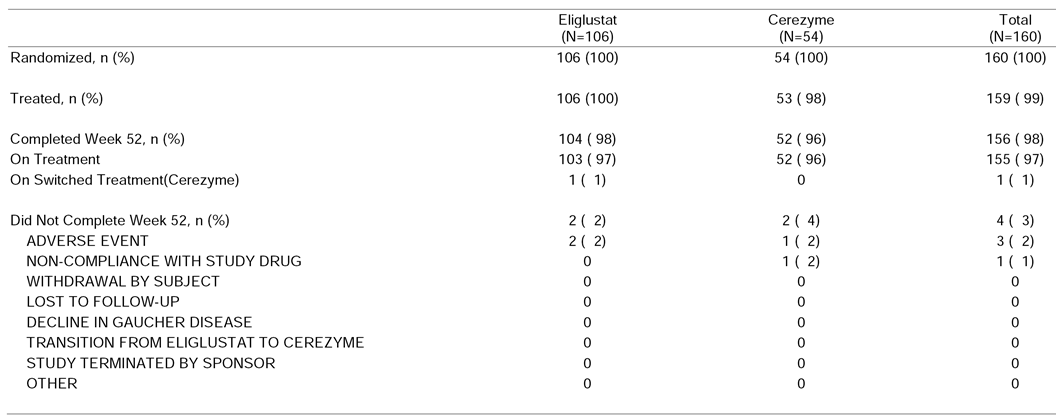 Eliglustat Cerezyme Total
(N=106) (N=54) (N=160)
Randomized, n (%) 106 (100) 54 (100) 160 (100)
Treated, n (%) 106 (100) 53 ( 98) 159 ( 99)
Completed Week 52, n (%) 104 ( 98) 52 ( 96) 156 ( 98)
On Treatment 103 ( 97) 52 ( 96) 155 ( 97)
On Switched Treatment(Cerezyme) 1 ( 1) 0 1 ( 1)
Did Not Complete Week 52, n (%) 2 ( 2) 2 ( 4) 4 ( 3)
ADVERSE EVENT 2 ( 2) 1 ( 2) 3 ( 2)
NON-COMPLIANCE WITH STUDY DRUG 0 1 ( 2) 1 ( 1)
WITHDRAWAL BY SUBJECT 0 0 0
LOST TO FOLLOW-UP 0 0 0
DECLINE IN GAUCHER DISEASE 0 0 0
TRANSITION FROM ELIGLUSTAT TO CEREZYME 0 0 0
STUDY TERMINATED BY SPONSOR 0 0 0
OTHER 0 0 0